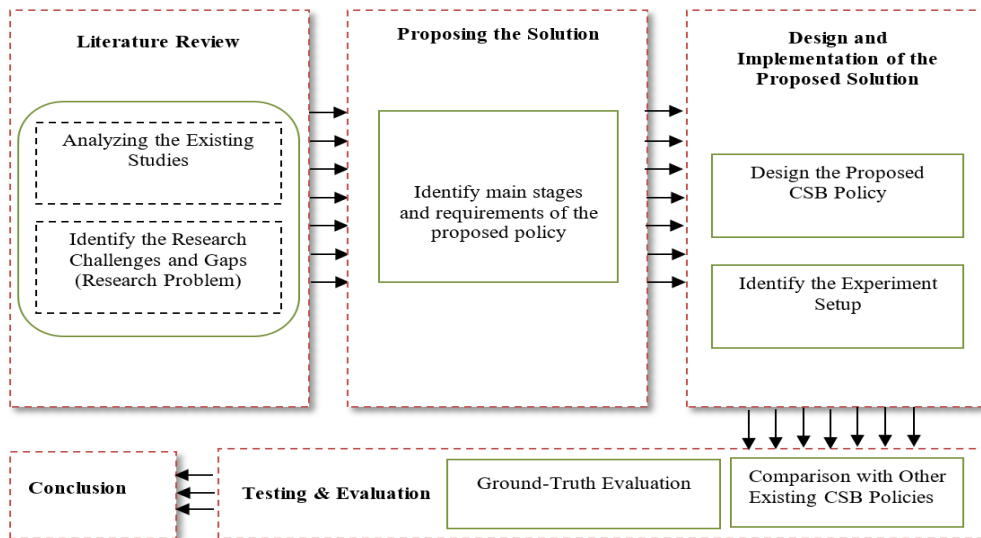 Literature Review
Analyzing the Existing
Studies
Identify the Research
Challenges and Gaps
(Research Problem)
Proposing the Solution
Identify main stages
and requirements of the
proposed policy
Design and
Implementation of the
Proposed Solution
Design the Proposed
CSB Policy
Identify the Experiment
Setup
Comparison with Other
Existing CSB Policies
Ground-Truth Evaluation
Testing & Evaluation
Conclusion